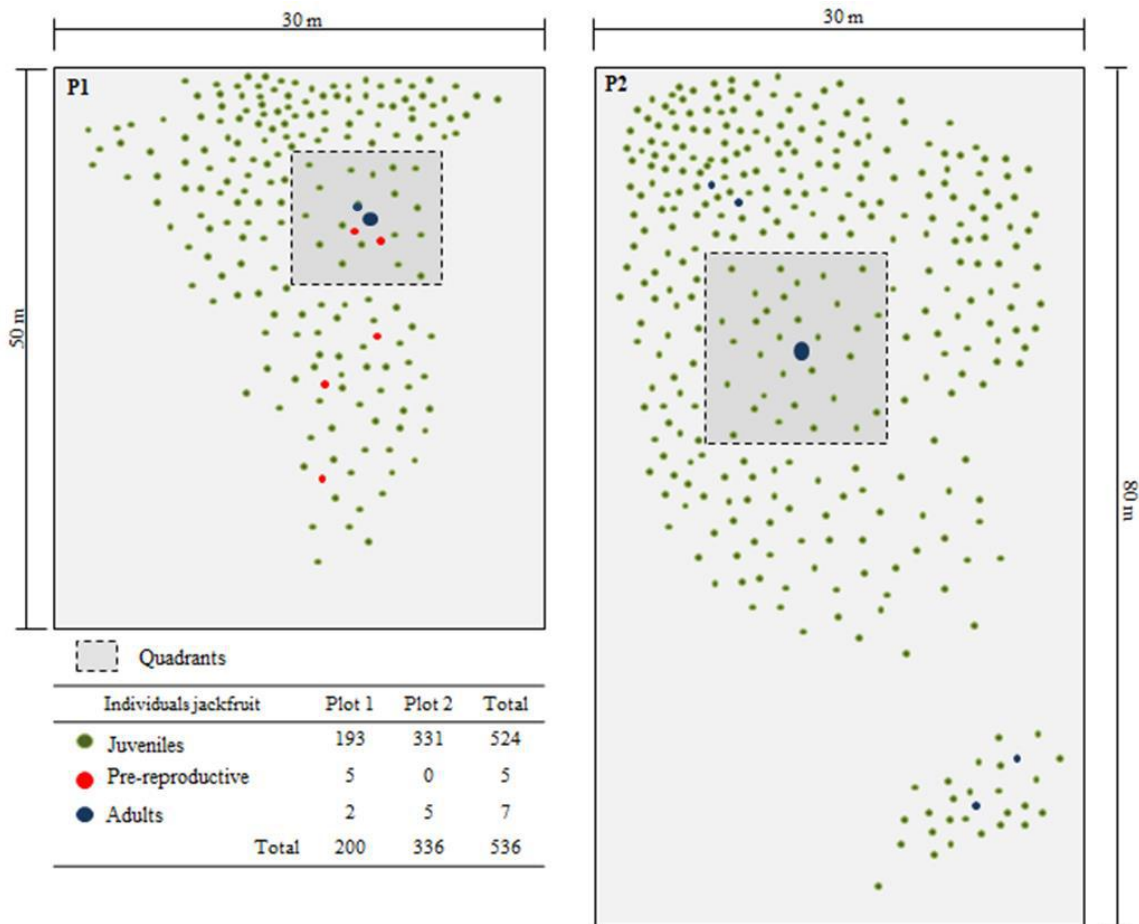 30 m
30 m
P1
P2
50 m
80 m
Quadrants
Individuals jackfruit Plot 1 Plot 2 Total
Juveniles 193 331 524
Pre-reproductive 5 0 5
Adults 2 5 7
Total 200 336 536